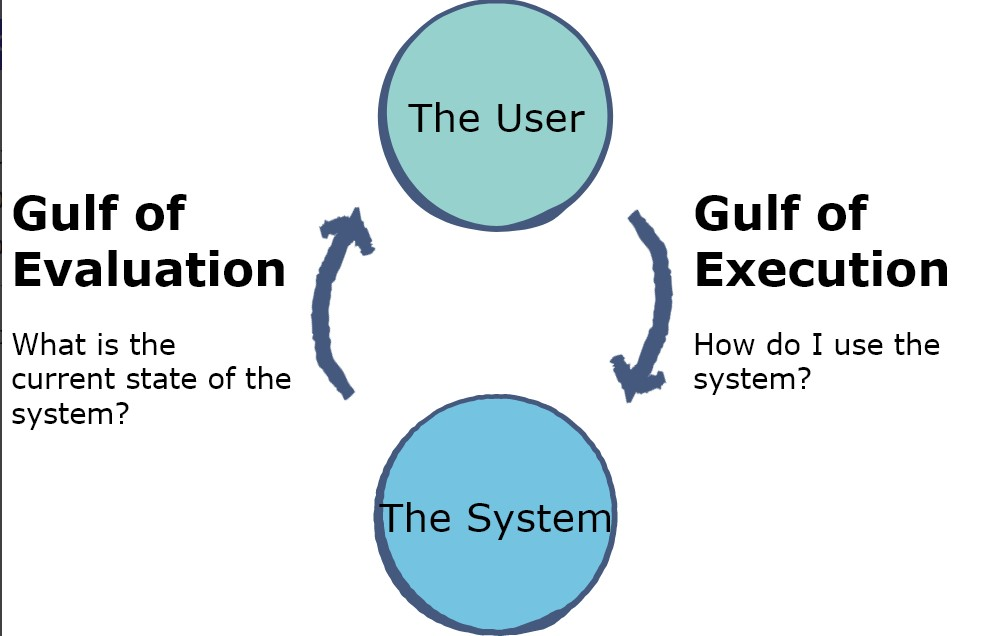 The User
Gulf of
Evaluation
What is the
current state of the
system?
Gulf of
Execution
How do I use the
system?
The System